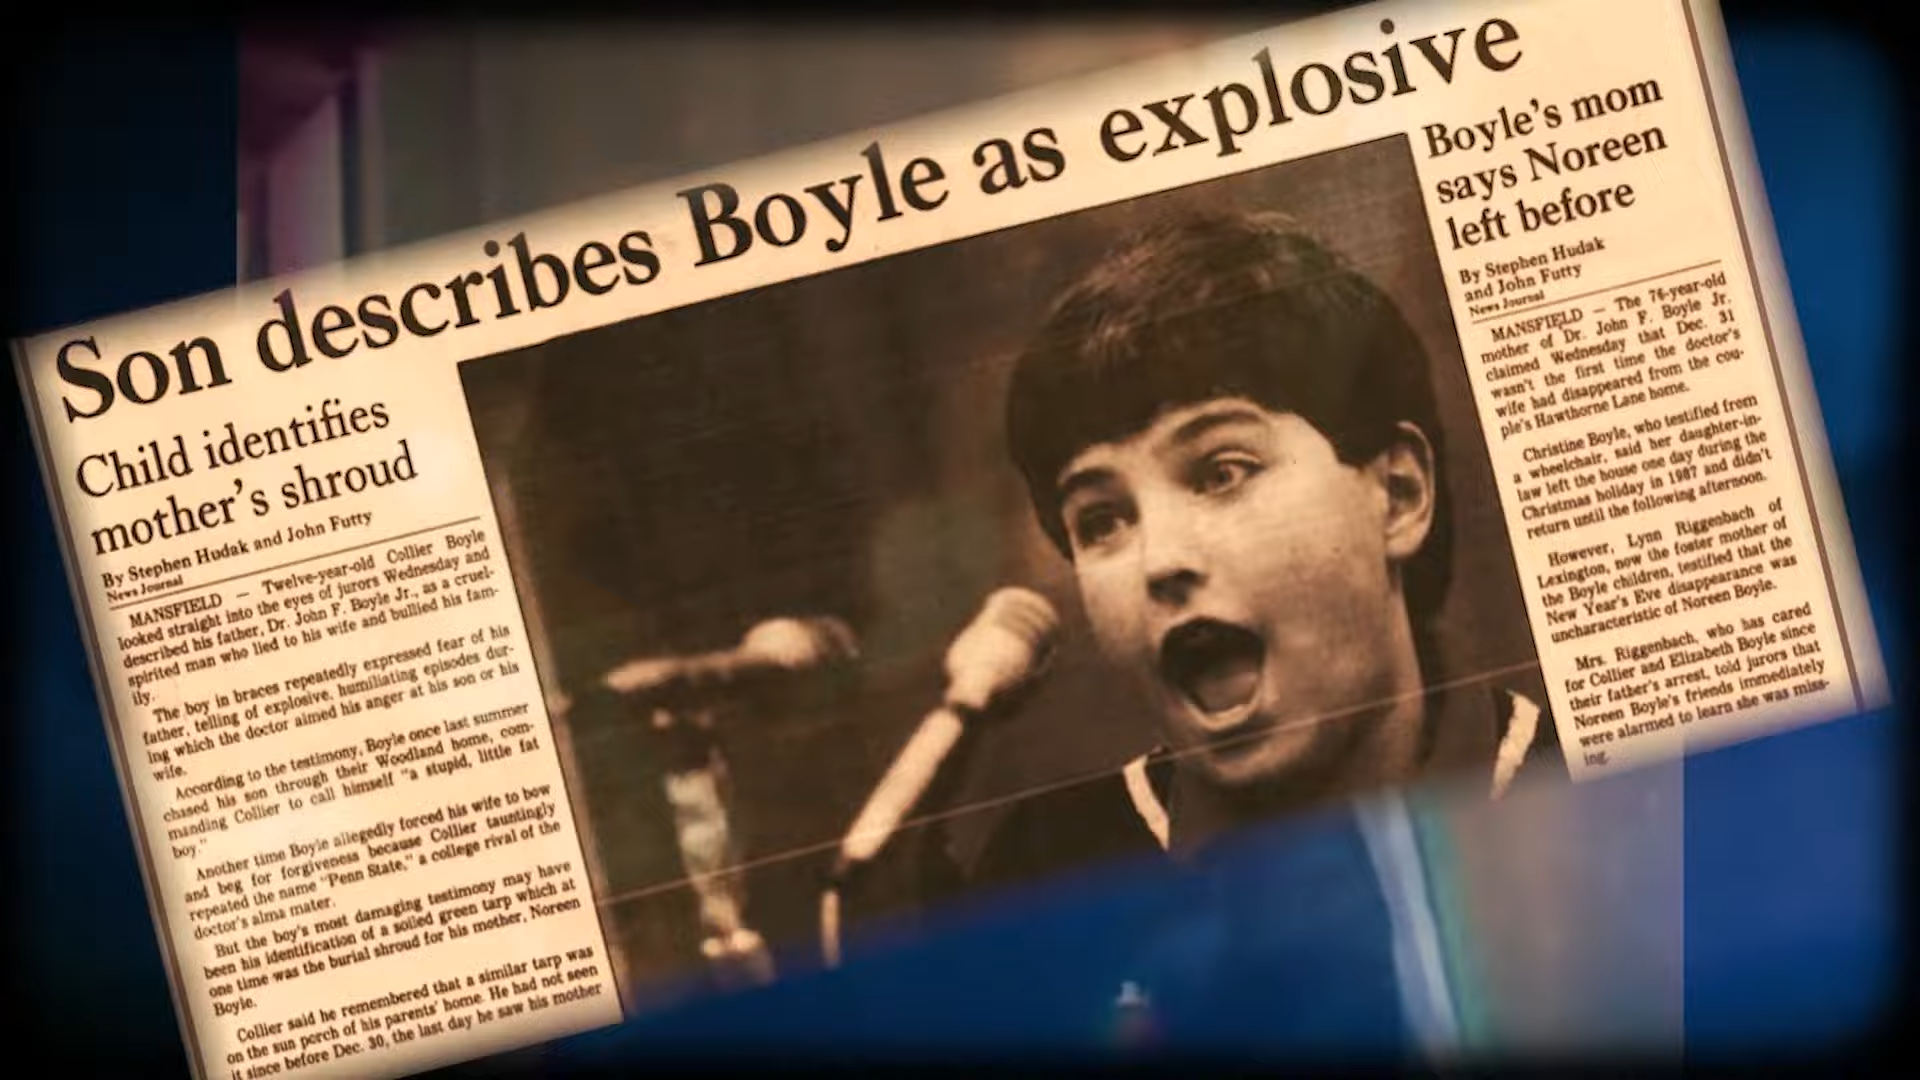 Son describes Boyle as explosive
Child identifies
mother's shroud
By Stephen Hudak and John Futty
News Journal
MANSFIELD — Twelve-year-old Collier Boyle
looked straight into the eyes of jurors Wednesday and
described his father, Dr. John F. Boyle Jr., as a cruel-
spirited man who lied to his wife and bullied his fam-
ily.
The boy in braces repeatedly expressed fear of his
father, telling of explosive, humiliating episodes dur-
ing which the doctor aimed his anger at his son or his
wife.
According to the testimony, Boyle once last summer
chased his son through their Woodland home, com-
manding Collier to call himself "a stupid, little fat
boy."
Another time Boyle allegedly forced his wife to bow
and beg for forgiveness because Collier tauntingly
repeated the name "Penn State," a college rival of the
doctor's alma mater.
But the boy's most damaging testimony may have
been his identification of a soiled green tarp which at
one time was the burial shroud for his mother, Noreen
Boyle.
Collier said he remembered that a similar tarp was
on the sun porch of his parents' home. He had not seen
it since before Dec. 30, the last day he saw his mother
Boyle's mom
says Noreen
left before
By Stephen Hudak
and John Futty
News Journal
MANSFIELD — The 76-year-old
mother of Dr. John F. Boyle Jr.
claimed Wednesday that Dec. 31
wasn't the first time the doctor's
wife had disappeared from the cou-
ple's Hawthorne Lane home.
Christine Boyle, who testified from
a wheelchair, said her daughter-in-
law left the house one day during the
Christmas holiday in 1987 and didn't
return until the following afternoon.
However, Lynn Riggenbach of
Lexington, now the foster mother of
the Boyle children, testified that the
New Year's Eve disappearance was
uncharacteristic of Noreen Boyle.
Mrs. Riggenbach, who has cared
for Collier and Elizabeth Boyle since
their father's arrest, told jurors that
Noreen Boyle's friends immediately
were alarmed to learn she was miss-
ing.